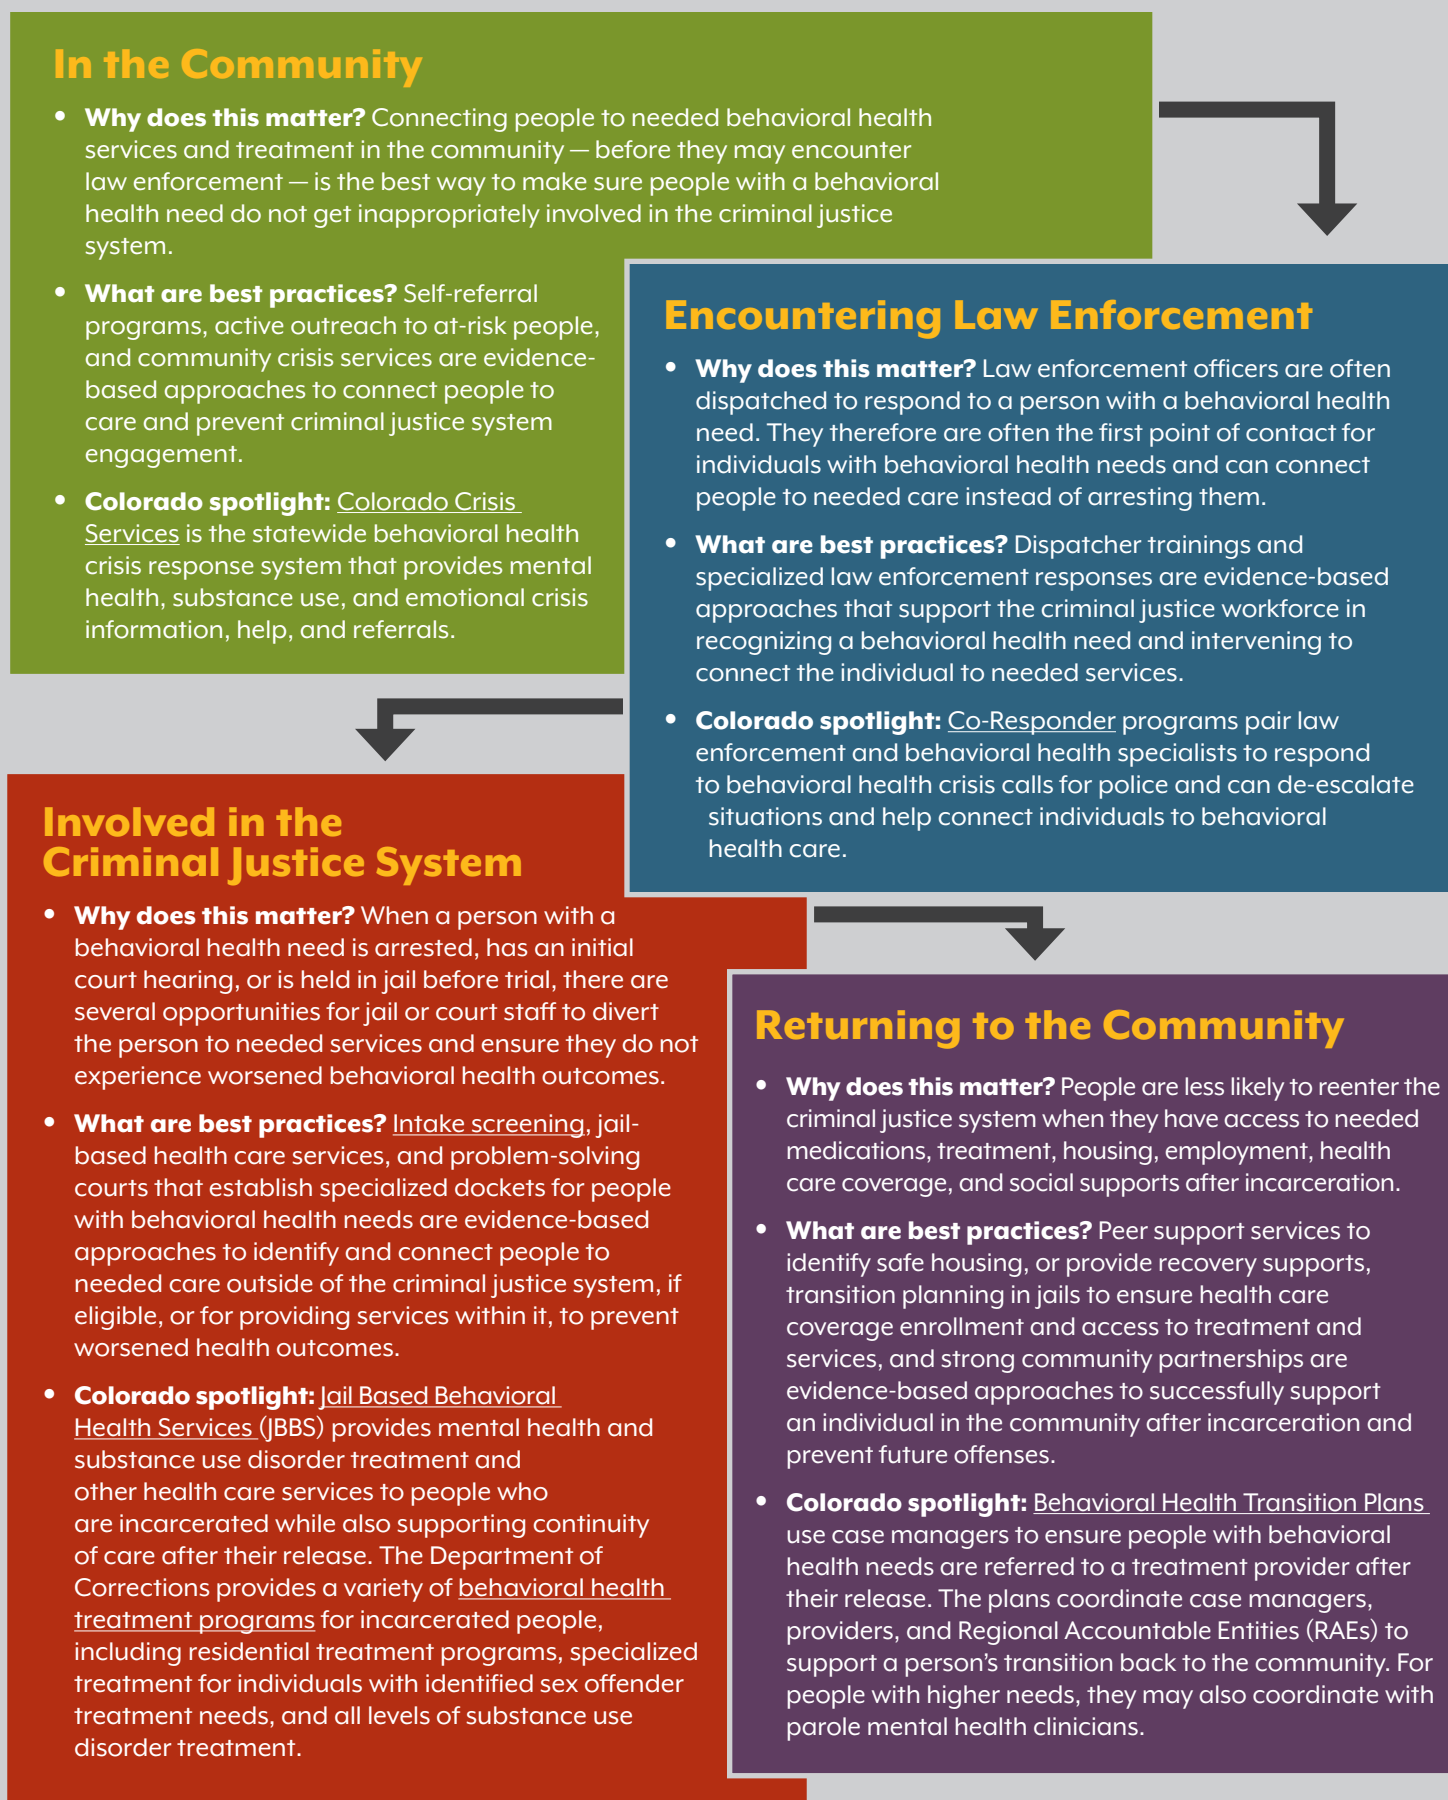 In the Community
• Why does this matter? Connecting people to needed behavioral health
services and treatment in the community — before they may encounter
law enforcement — is the best way to make sure people with a behavioral
health need do not get inappropriately involved in the criminal justice
system.
• What are best practices? Self-referral
programs, active outreach to at-risk people,
and community crisis services are evidence-
based approaches to connect people to
care and prevent criminal justice system
engagement.
• Colorado spotlight: Colorado Crisis
Services is the statewide behavioral health
crisis response system that provides mental
health, substance use, and emotional crisis
information, help, and referrals.
Encountering Law Enforcement
• Why does this matter? Law enforcement officers are often
dispatched to respond to a person with a behavioral health
need. They therefore are often the first point of contact for
individuals with behavioral health needs and can connect
people to needed care instead of arresting them.
• What are best practices? Dispatcher trainings and
specialized law enforcement responses are evidence-based
approaches that support the criminal justice workforce in
recognizing a behavioral health need and intervening to
connect the individual to needed services.
• Colorado spotlight: Co-Responder programs pair law
enforcement and behavioral health specialists to respond
to behavioral health crisis calls for police and can de-escalate
situations and help connect individuals to behavioral
health care.
Involved in the
Criminal Justice System
• Why does this matter? When a person with a
behavioral health need is arrested, has an initial
court hearing, or is held in jail before trial, there are
several opportunities for jail or court staff to divert
the person to needed services and ensure they do not
experience worsened behavioral health outcomes.
• What are best practices? Intake screening, jail-
based health care services, and problem-solving
courts that establish specialized dockets for people
with behavioral health needs are evidence-based
approaches to identify and connect people to
needed care outside of the criminal justice system, if
eligible, or for providing services within it, to prevent
worsened health outcomes.
• Colorado spotlight: Jail Based Behavioral
Health Services (JBBS) provides mental health and
substance use disorder treatment and
other health care services to people who
are incarcerated while also supporting continuity
of care after their release. The Department of
Corrections provides a variety of behavioral health
treatment programs for incarcerated people,
including residential treatment programs, specialized
treatment for individuals with identified sex offender
treatment needs, and all levels of substance use
disorder treatment.
Returning to the Community
• Why does this matter? People are less likely to reenter the
criminal justice system when they have access to needed
medications, treatment, housing, employment, health
care coverage, and social supports after incarceration.
• What are best practices? Peer support services to
identify safe housing, or provide recovery supports,
transition planning in jails to ensure health care
coverage enrollment and access to treatment and
services, and strong community partnerships are
evidence-based approaches to successfully support
an individual in the community after incarceration and
prevent future offenses.
• Colorado spotlight: Behavioral Health Transition Plans
use case managers to ensure people with behavioral
health needs are referred to a treatment provider after
their release. The plans coordinate case managers,
providers, and Regional Accountable Entities (RAEs) to
support a person’s transition back to the community. For
people with higher needs, they may also coordinate with
parole mental health clinicians.